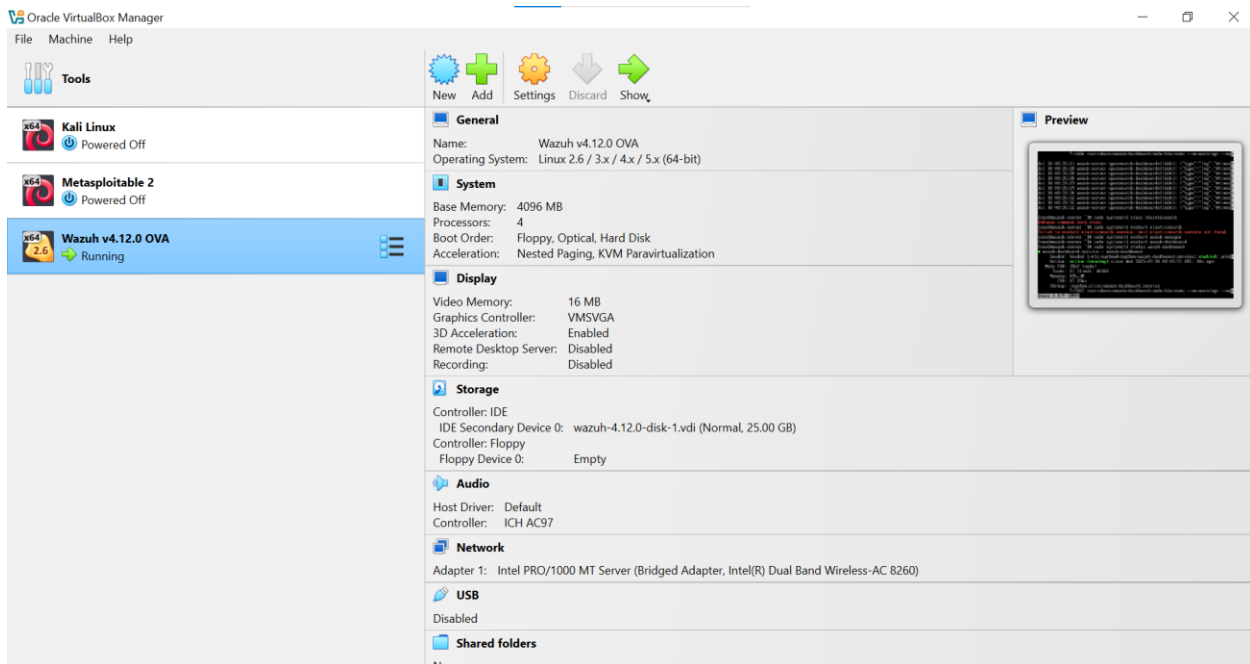 Oracle VirtualBox Manager
File Machine Help
Tools
New Add Settings Discard Show
x64 Kali Linux
Powered Off
x64 Metasploitable 2
Powered Off
x64 2.6 Wazuh v4.12.0 OVA
Running
General
Name: Wazuh v4.12.0 OVA
Operating System: Linux 2.6 / 3.x / 4.x / 5.x (64-bit)
System
Base Memory: 4096 MB
Processors: 4
Boot Order: Floppy, Optical, Hard Disk
Acceleration: Nested Paging, KVM Paravirtualization
Display
Video Memory: 16 MB
Graphics Controller: VMSVGA
3D Acceleration: Enabled
Remote Desktop Server: Disabled
Recording: Disabled
Storage
Controller: IDE
IDE Secondary Device 0: wazuh-4.12.0-disk-1.vdi (Normal, 25.00 GB)
Controller: Floppy
Floppy Device 0: Empty
Audio
Host Driver: Default
Controller: ICH AC97
Network
Adapter 1: Intel PRO/1000 MT Server (Bridged Adapter, Intel(R) Dual Band Wireless-AC 8260)
USB
Disabled
Shared folders
Preview